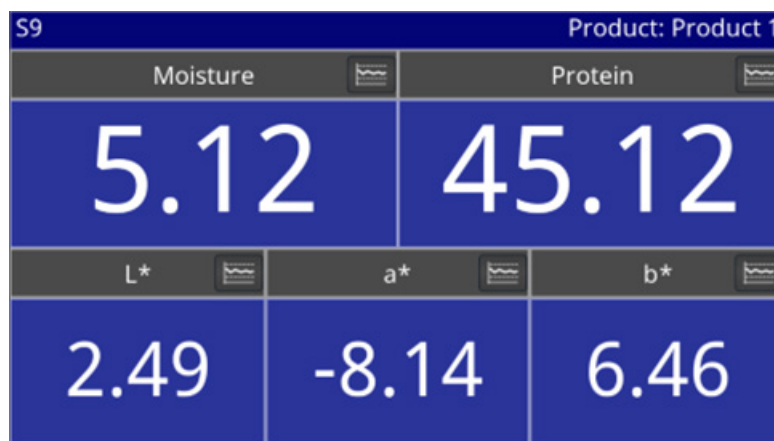 S9 Product: Product 1
Moisture Protein
5.12 45.12
L* a* b*
2.49 -8.14 6.46